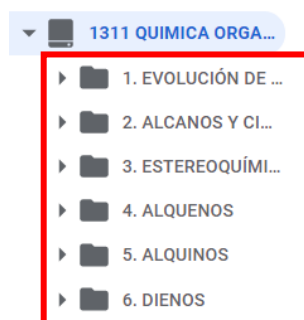 1311 QUIMICA ORGA...
1. EVOLUCIÓN DE ...
2. ALCANOS Y CI...
3. ESTEREOQUÍMI...
4. ALQUENOS
5. ALQUINOS
6. DIENOS